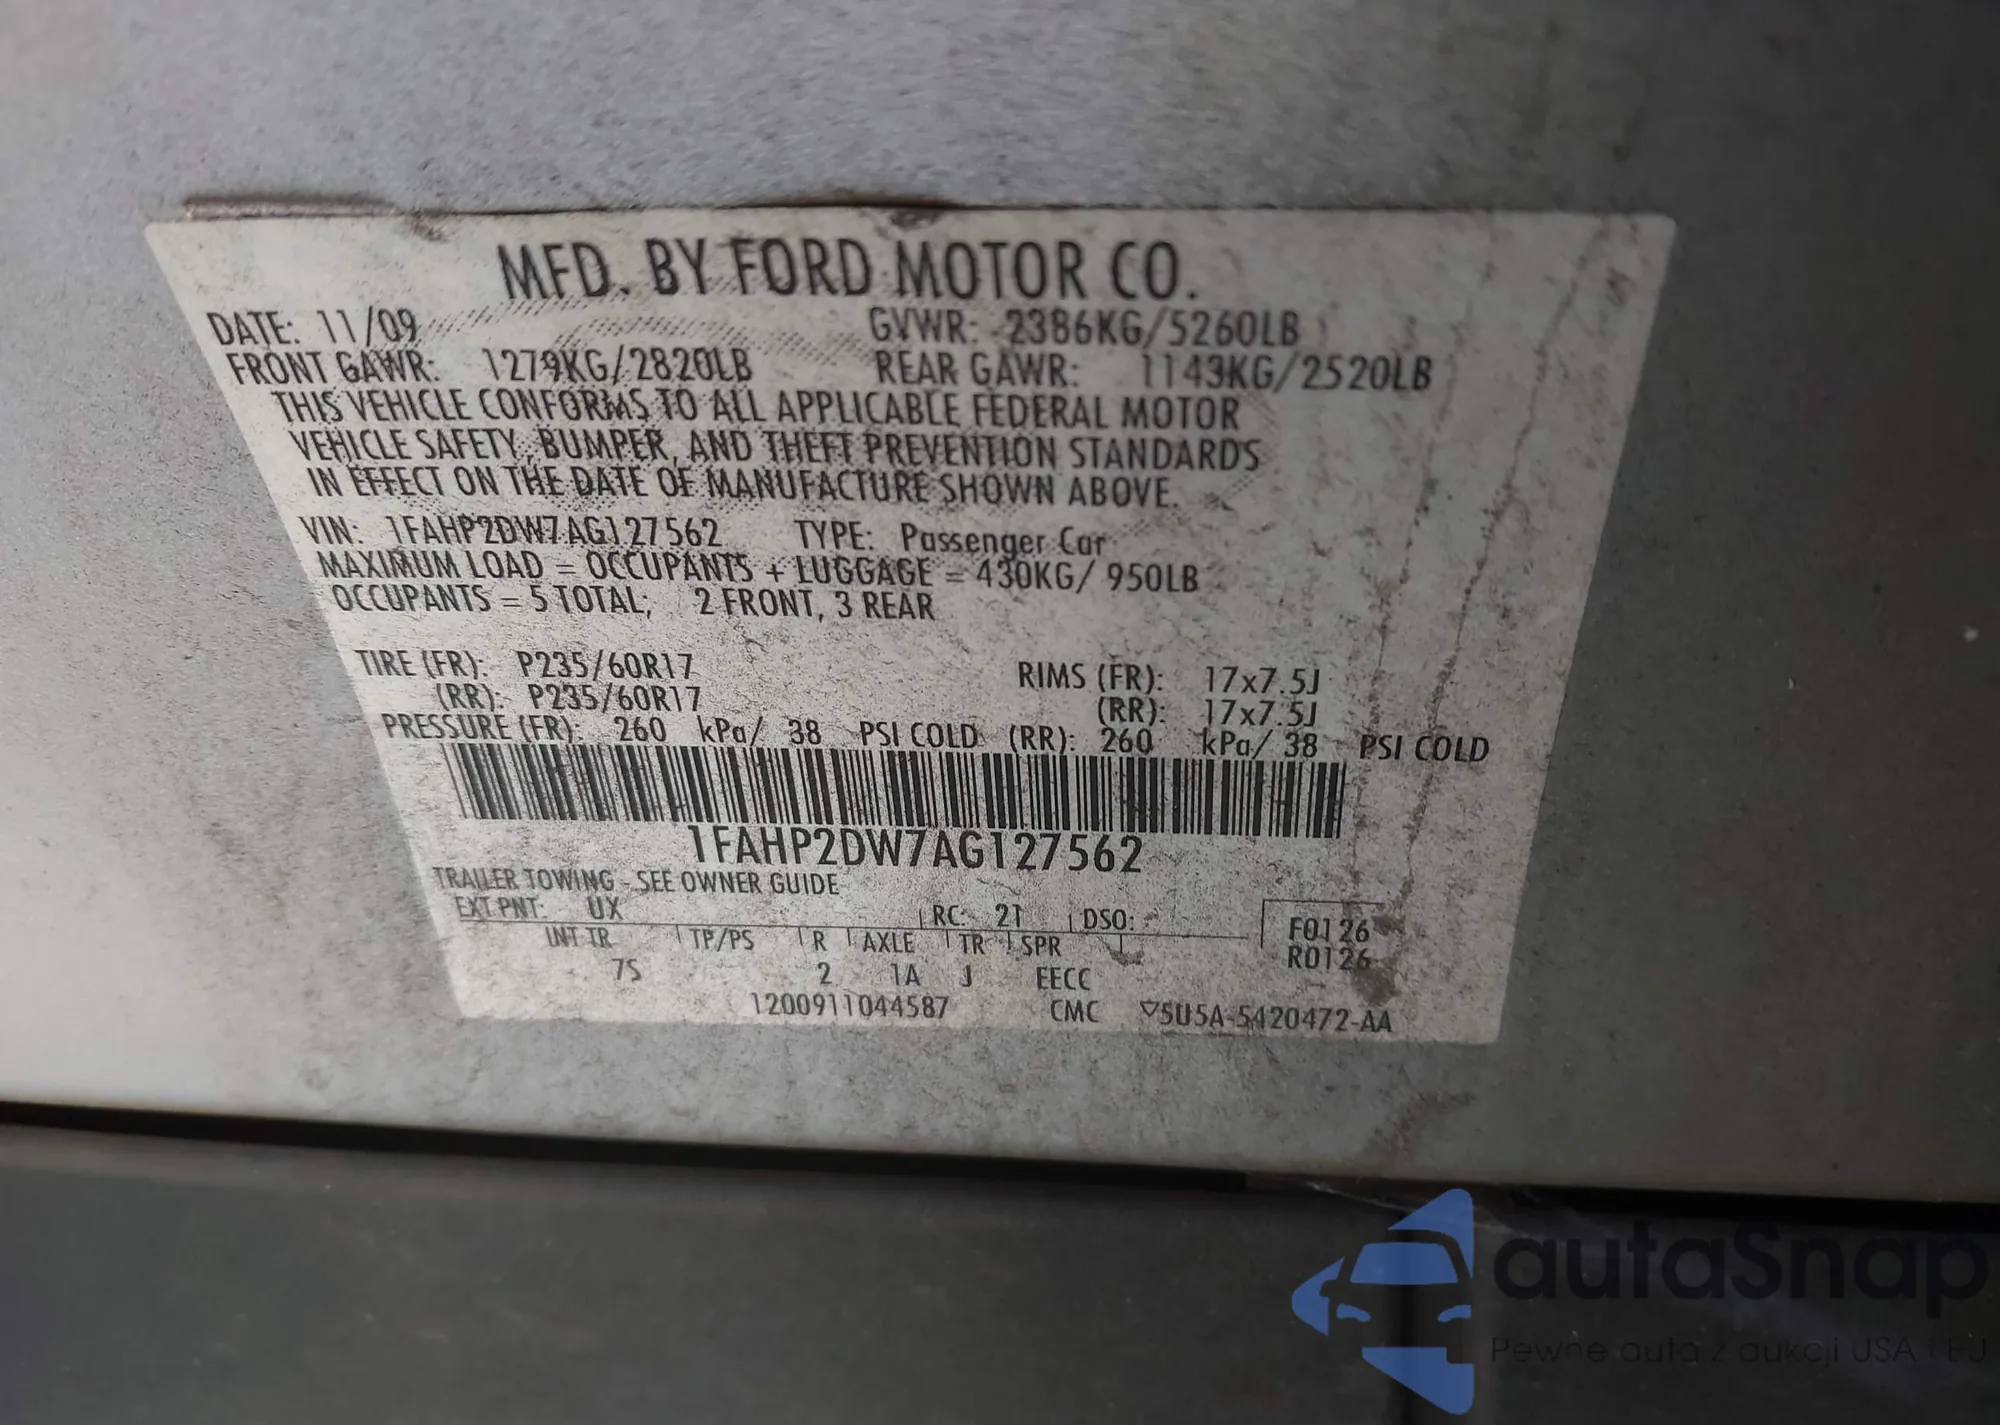 MFD. BY FORD MOTOR CO.
DATE: 11/09 GVWR: 2386KG/5260LB
FRONT GAWR: 1279KG/2820LB REAR GAWR: 1143KG/2520LB
THIS VEHICLE CONFORMS TO ALL APPLICABLE FEDERAL MOTOR
VEHICLE SAFETY, BUMPER, AND THEFT PREVENTION STANDARDS
IN EFFECT ON THE DATE OF MANUFACTURE SHOWN ABOVE.
VIN: 1FAHP2DW7AG127562 TYPE: Passenger Car
MAXIMUM LOAD = OCCUPANTS + LUGGAGE = 430KG/ 950LB
OCCUPANTS = 5 TOTAL; 2 FRONT, 3 REAR
TIRE (FR): P235/60R17 RIMS (FR): 17x7.5J
(RR): P235/60R17 (RR): 17x7.5J
PRESSURE (FR): 260 kPa/ 38 PSI COLD (RR): 260 kPa/ 38 PSI COLD
1FAHP2DW7AG127562
TRAILER TOWING - SEE OWNER GUIDE
EXT PNT: UX RC: 21 DSO: F0126
INT TR TP/PS R AXLE TR SPR R0126
7S 2 1A J EECC
1200911044587 CMC ▽5U5A-5420472-AA
autaSnap
Pewne auta z aukcji USA i EU